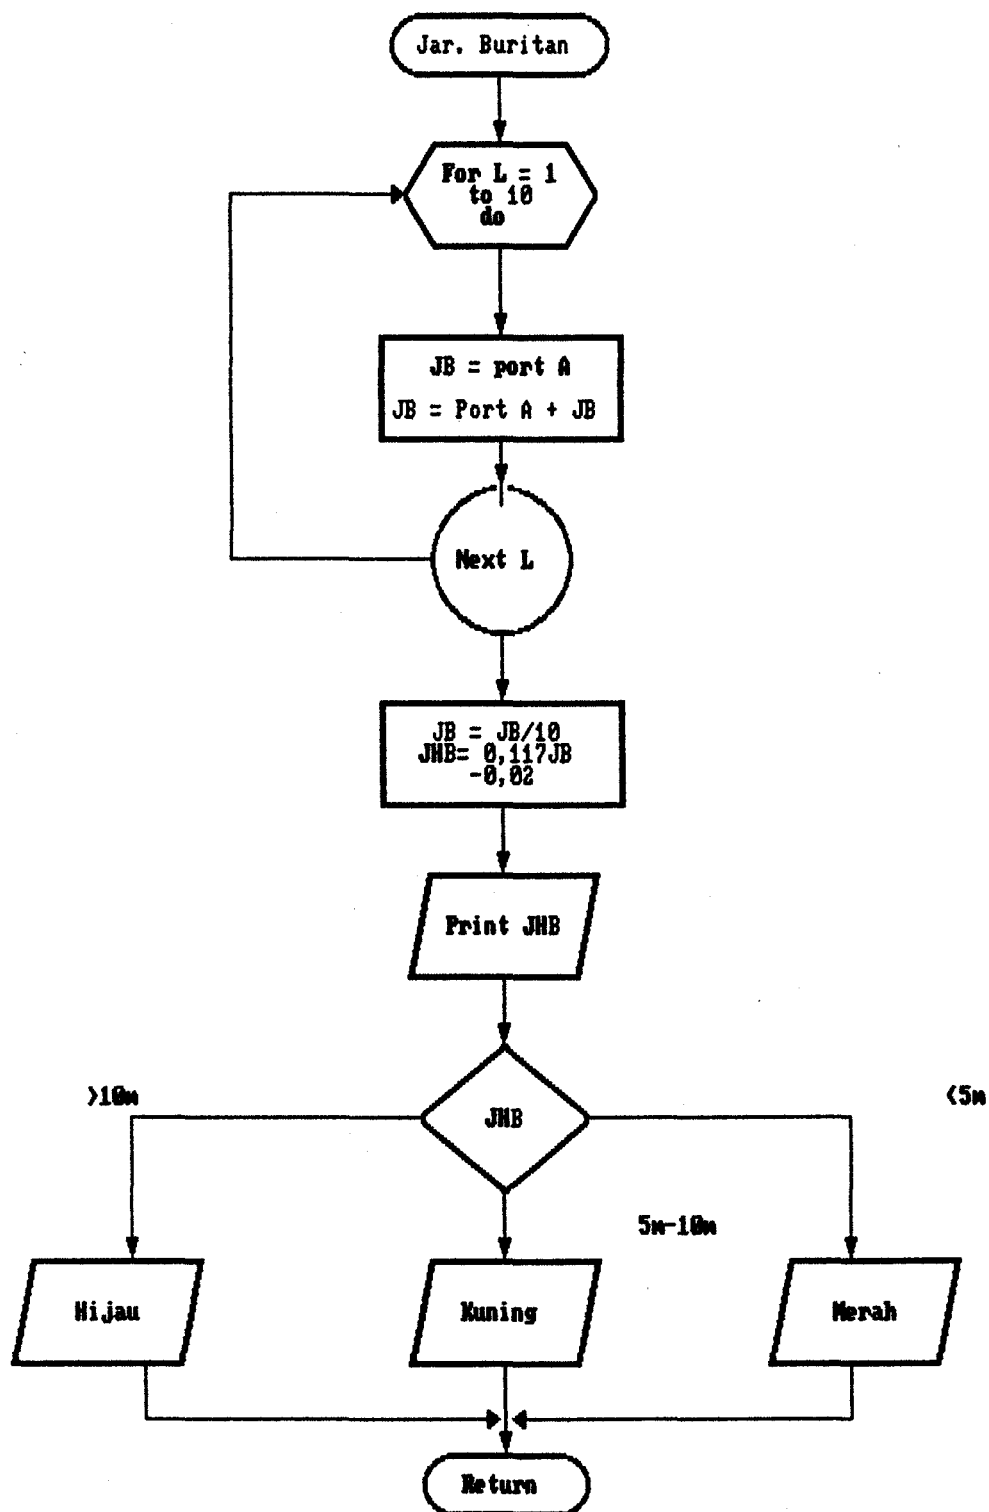 Jar. Buritan
For L = 1
to 10
do
JB = port A
JB = Port A + JB
Next L
JB = JB/10
JHB= 0,117JB
-0,02
Print JHB
>10m
JHB
<5m
5m-10m
Hijau
Kuning
Merah
Return